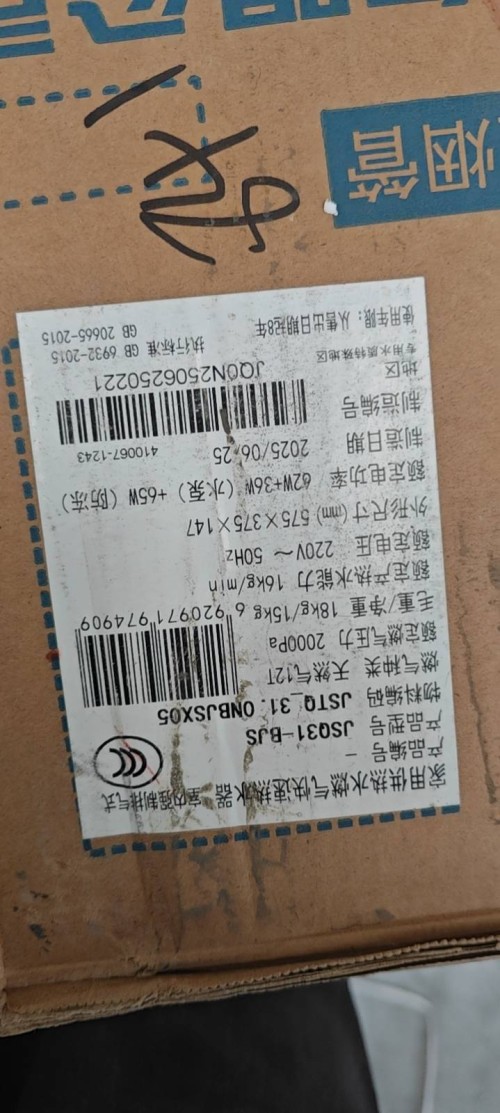 家用供热水燃气快速热水器 室内强制排气式
产品编号 -
产品型号 JSQ31-BJS
物料编码 JSTQ_31.0NBJSX05
燃气种类 天然气12T
额定燃气压力 2000Pa
毛重/净重 18kg/15kg
6 920971 974909
额定产热水能力 16kg/min
额定电压 220V～ 50Hz
外形尺寸(mm) 575×375×147
额定电功率 62W+36W(水泵)+65W(防冻)
制造日期 2025/06/25
410067-1243
制造编号
JQ0N2506250221
地区
专用水质特殊地区
执行标准 GB 6932-2015
GB 20665-2015
使用年限：从售出日期起8年
烟管